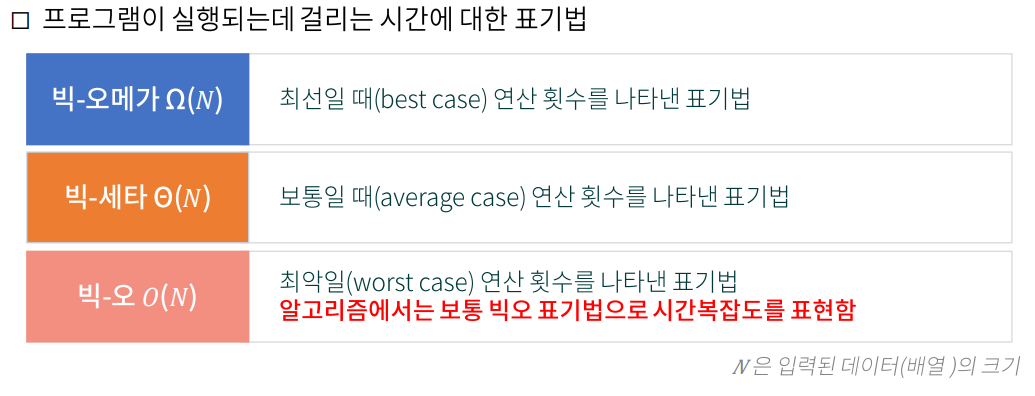 □ 프로그램이 실행되는데 걸리는 시간에 대한 표기법
빅-오메가 Ω(N)
최선일 때(best case) 연산 횟수를 나타낸 표기법
빅-세타 Θ(N)
보통일 때(average case) 연산 횟수를 나타낸 표기법
빅-오 O(N)
최악일(worst case) 연산 횟수를 나타낸 표기법
알고리즘에서는 보통 빅오 표기법으로 시간복잡도를 표현함
N은 입력된 데이터(배열 )의 크기